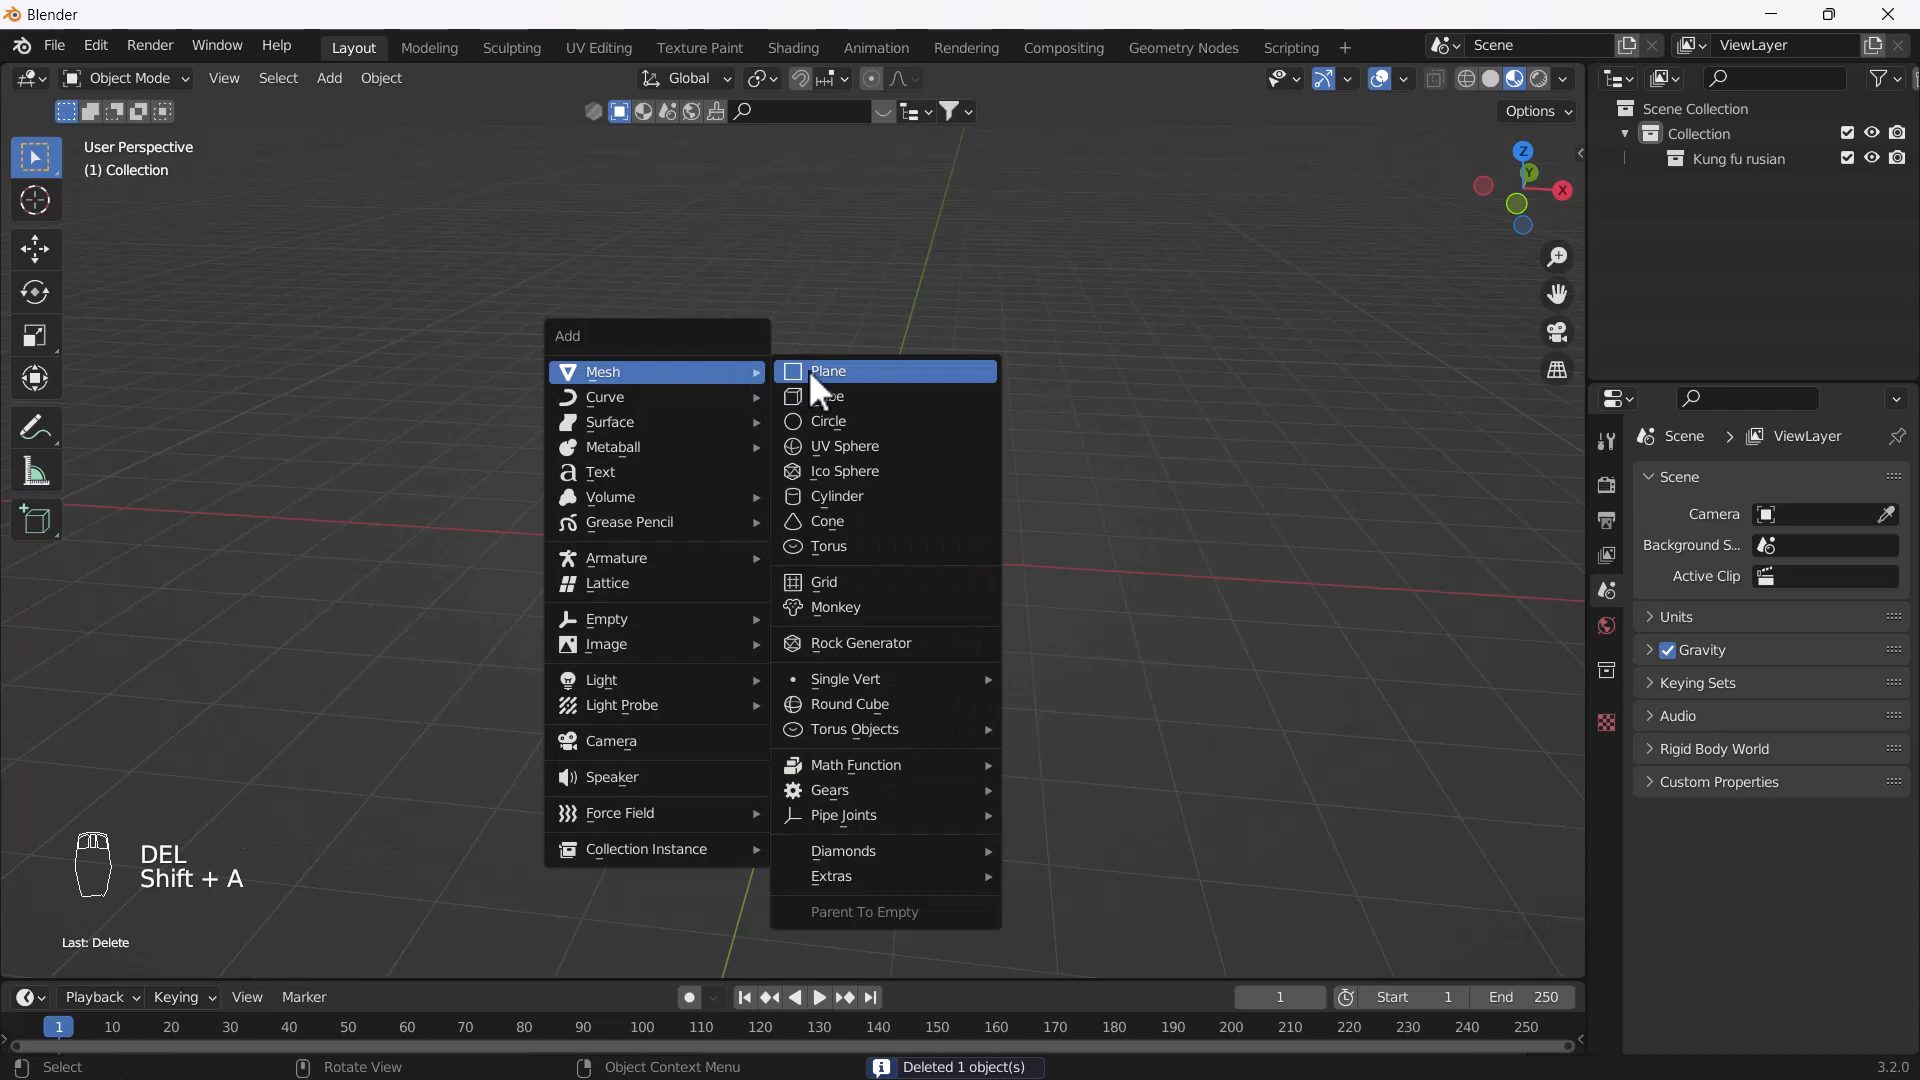 Blender
File Edit Render Window Help Layout Modeling Sculpting UV Editing Texture Paint Shading Animation Rendering Compositing Geometry Nodes Scripting + Scene ViewLayer
Object Mode View Select Add Object Global
Options
User Perspective
(1) Collection
Z
Y
X
Scene Collection
Collection
Kung fu rusian
Add
Mesh
Curve
Surface
Metaball
Text
Volume
Grease Pencil
Armature
Lattice
Empty
Image
Light
Light Probe
Camera
Speaker
Force Field
Collection Instance
Plane
Circle
UV Sphere
Ico Sphere
Cylinder
Cone
Torus
Grid
Monkey
Rock Generator
Single Vert
Round Cube
Torus Objects
Math Function
Gears
Pipe Joints
Diamonds
Extras
Parent To Empty
Scene > ViewLayer
Scene
Camera
Background S...
Active Clip
Units
Gravity
Keying Sets
Audio
Rigid Body World
Custom Properties
DEL
Shift + A
Last: Delete
Playback Keying View Marker 1 Start 1 End 250
1 10 20 30 40 50 60 70 80 90 100 110 120 130 140 150 160 170 180 190 200 210 220 230 240 250
Select Rotate View Object Context Menu Deleted 1 object(s) 3.2.0